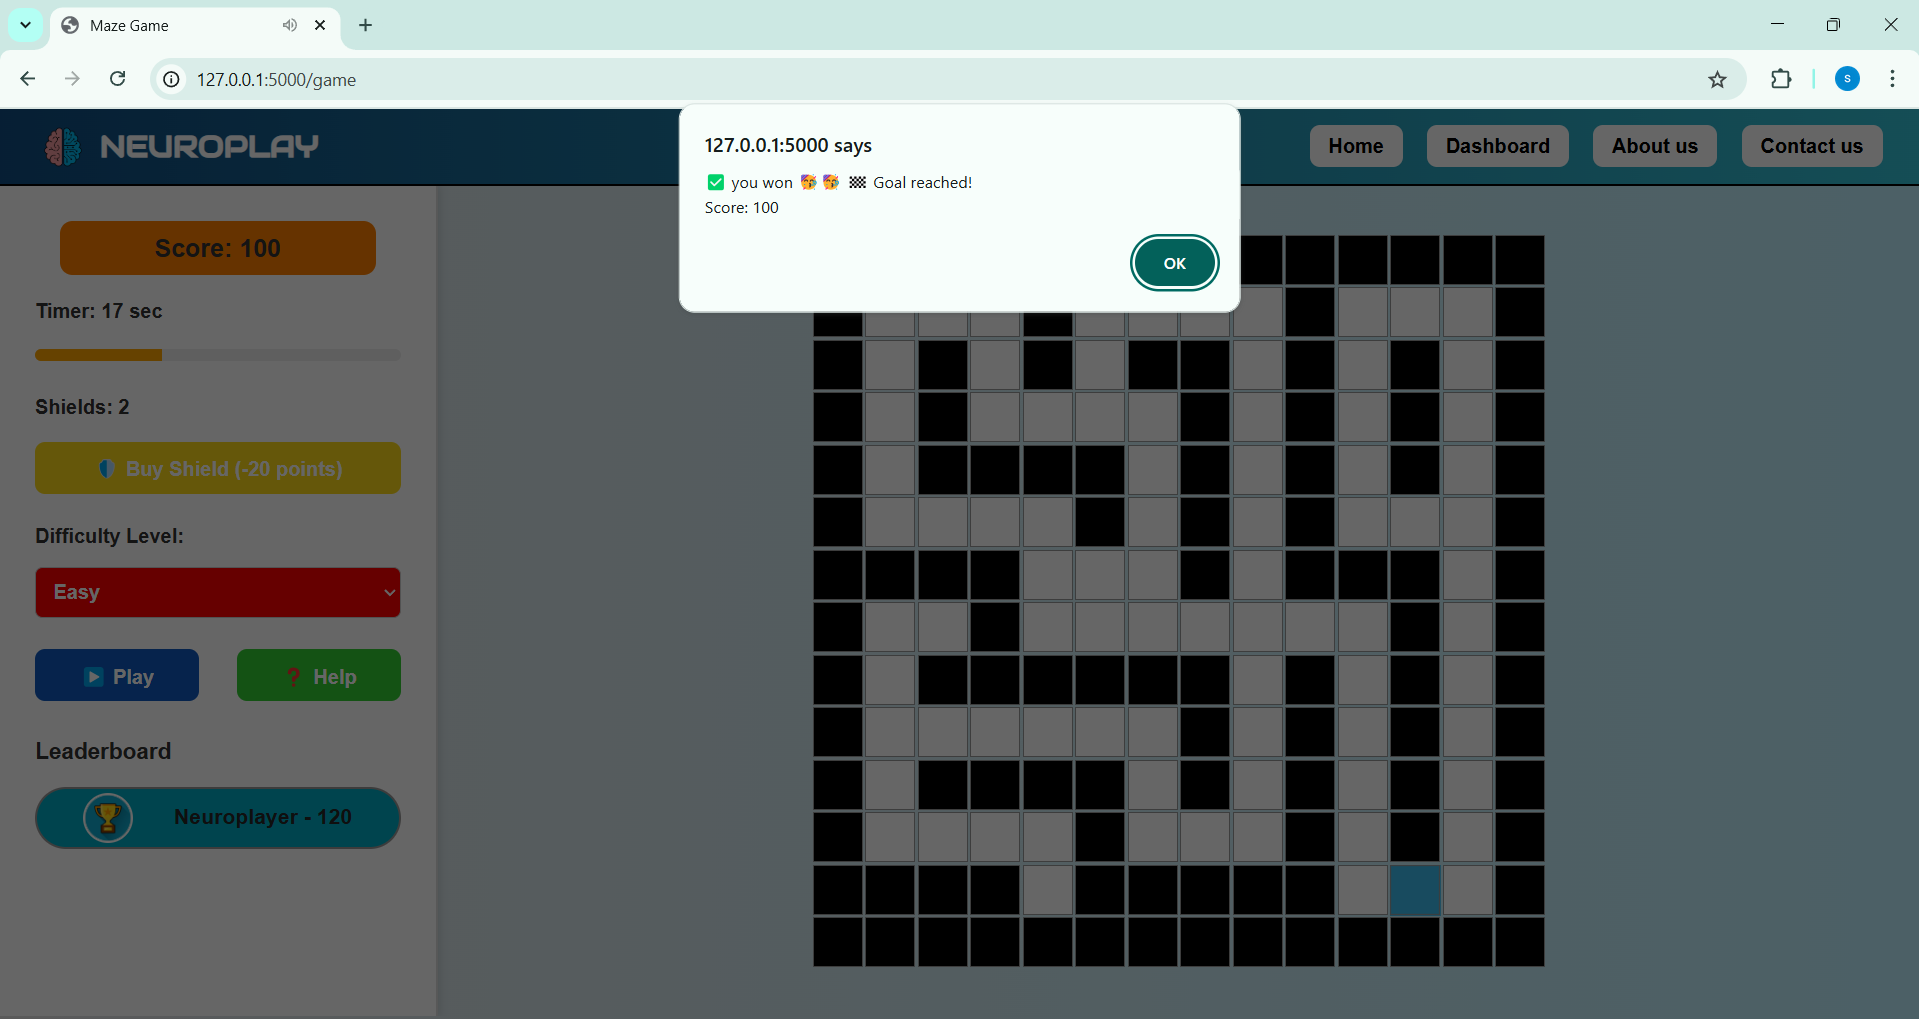 Maze Game
127.0.0.1:5000/game
S
NEUROPLAY
Home
Dashboard
About us
Contact us
127.0.0.1:5000 says
✅ you won 🥳 🥳 🏁 Goal reached!
Score: 100
OK
Score: 100
Timer: 17 sec
Shields: 2
🛡️ Buy Shield (-20 points)
Difficulty Level:
Easy
▶️ Play
❓ Help
Leaderboard
🏆 Neuroplayer - 120